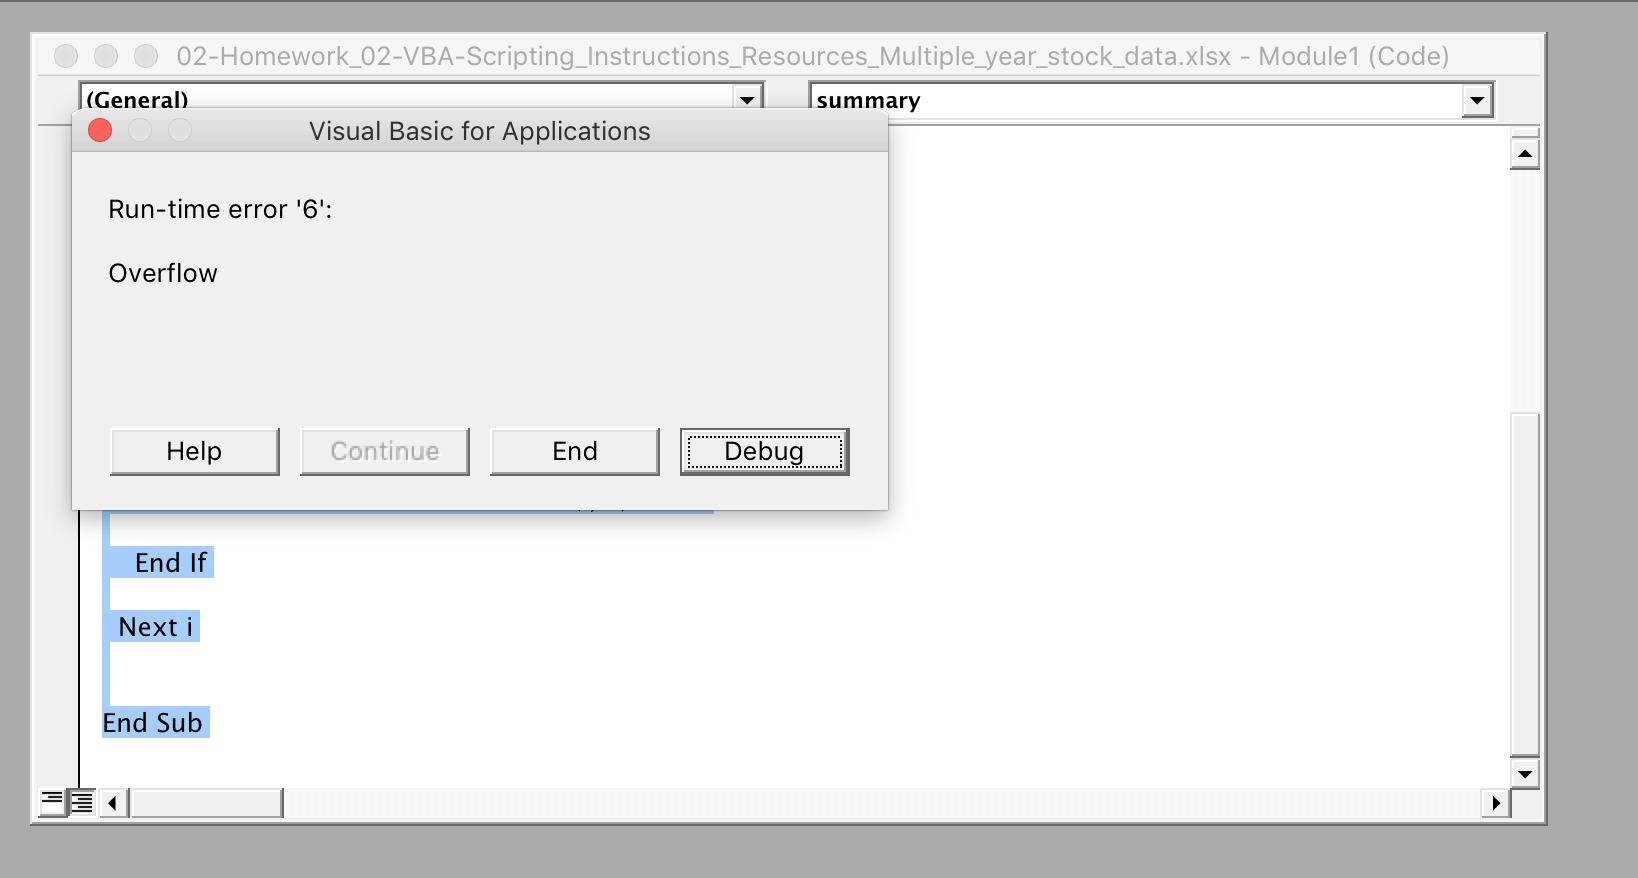 02-Homework_02-VBA-Scripting_Instructions_Resources_Multiple_year_stock_data.xlsx - Module1 (Code)
(General)
summary
Visual Basic for Applications
Run-time error '6':
Overflow
Help
Continue
End
Debug
End If
Next i
End Sub